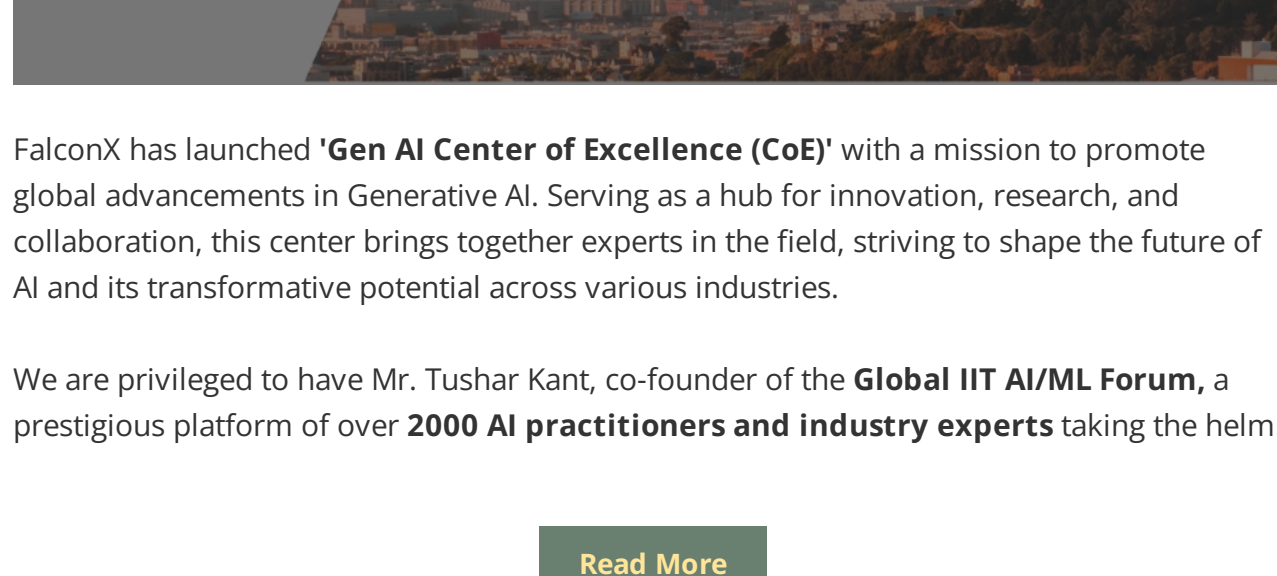 FalconX has launched 'Gen AI Center of Excellence (CoE)' with a mission to promote
global advancements in Generative AI. Serving as a hub for innovation, research, and
collaboration, this center brings together experts in the field, striving to shape the future of
AI and its transformative potential across various industries.
We are privileged to have Mr. Tushar Kant, co-founder of the Global IIT AI/ML Forum, a
prestigious platform of over 2000 AI practitioners and industry experts taking the helm
Read More